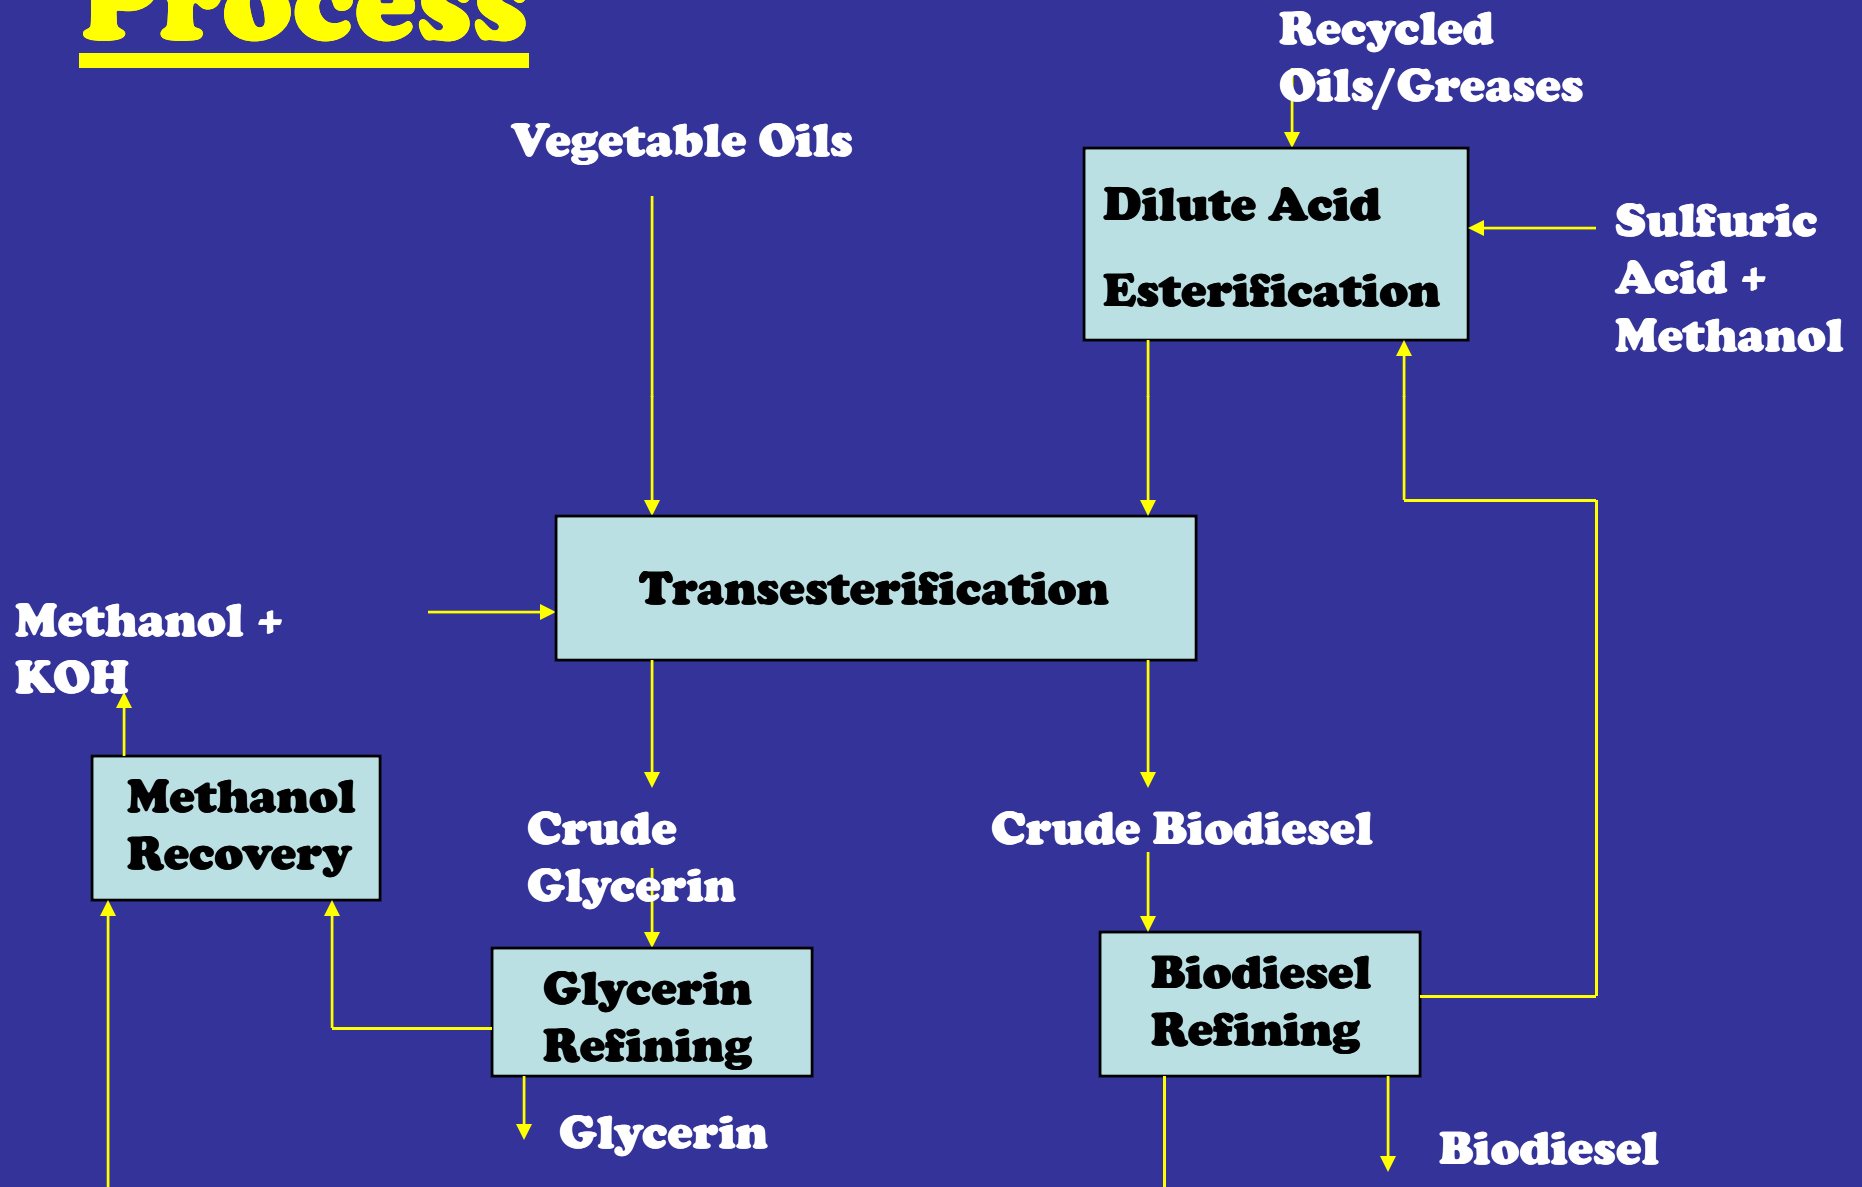 Process
Recycled
Oils/Greases
Vegetable Oils
Dilute Acid
Esterification
Sulfuric
Acid +
Methanol
Transesterification
Methanol +
KOH
Methanol
Recovery
Crude
Glycerin
Crude Biodiesel
Glycerin
Refining
Biodiesel
Refining
Glycerin
Biodiesel